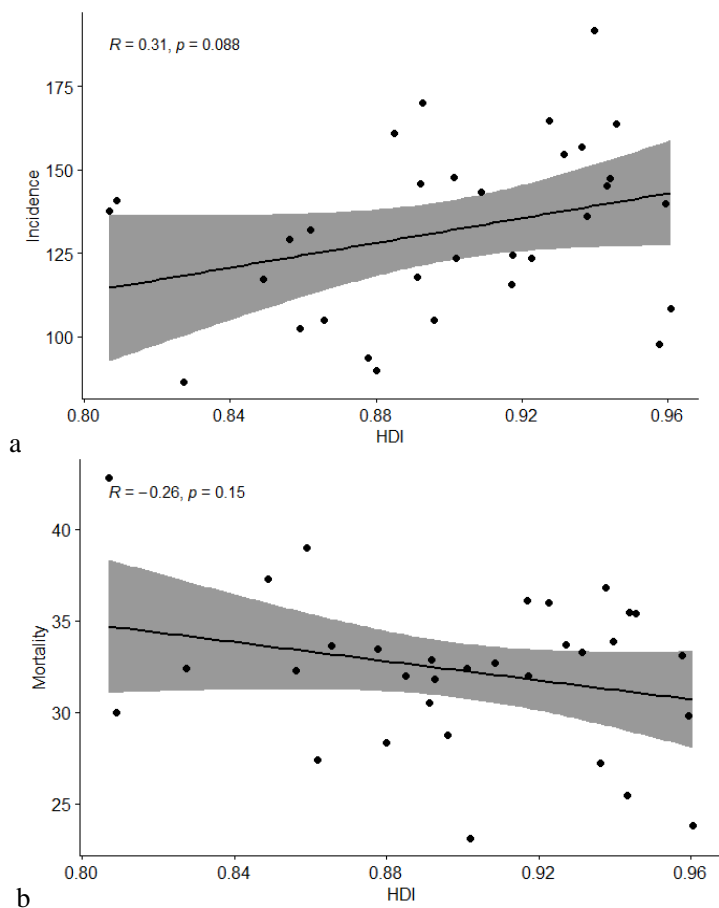 R = 0.31, p = 0.088
175
150
125
100
Incidence
0.80 0.84 0.88 0.92 0.96
HDI
a
R = −0.26, p = 0.15
40
35
30
25
Mortality
0.80 0.84 0.88 0.92 0.96
HDI
b